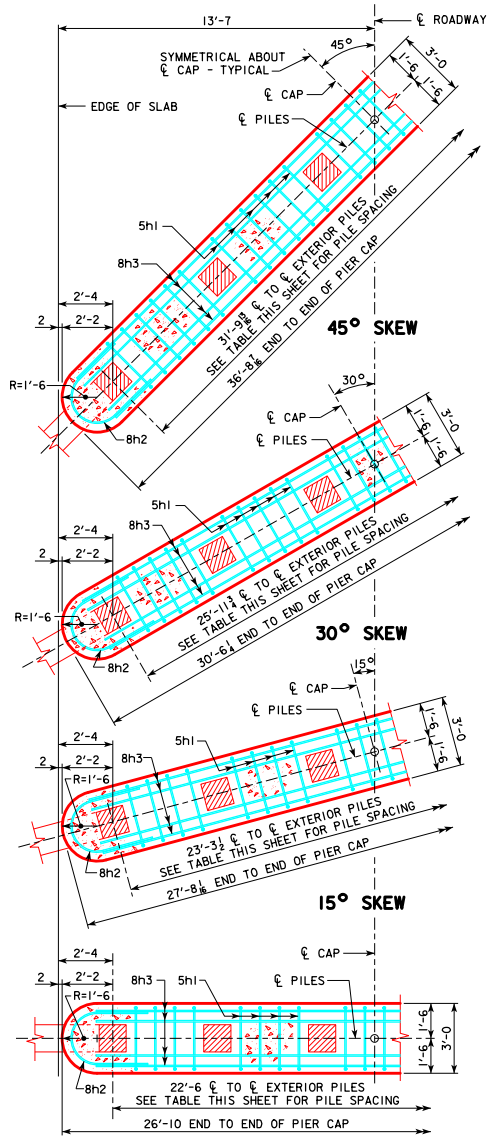 13'-7
℄ ROADWAY
45°
SYMMETRICAL ABOUT
℄ CAP - TYPICAL
3'-0
1'-6
1'-6
℄ CAP
EDGE OF SLAB
℄ PILES
5h1
8h3
2'-4
2
2'-2
R=1'-6
8h2
31'-9 13/16 ℄ TO ℄ EXTERIOR PILES
SEE TABLE THIS SHEET FOR PILE SPACING
36'-8 7/16 END TO END OF PIER CAP
45° SKEW
30°
℄ CAP
℄ PILES
1'-6
3'-0
1'-6
5h1
8h3
2'-4
2
2'-2
R=1'-6
8h2
25'-11 3/4 ℄ TO ℄ EXTERIOR PILES
SEE TABLE THIS SHEET FOR PILE SPACING
30'-6 1/4 END TO END OF PIER CAP
30° SKEW
15°
℄ CAP
℄ PILES
1'-6
3'-0
1'-6
5h1
8h3
2'-4
2
2'-2
R=1'-6
8h2
23'-3 1/2 ℄ TO ℄ EXTERIOR PILES
SEE TABLE THIS SHEET FOR PILE SPACING
27'-8 1/16 END TO END OF PIER CAP
15° SKEW
℄ CAP
2'-4
2
2'-2
8h3
5h1
℄ PILES
R=1'-6
1'-6
3'-0
1'-6
8h2
22'-6 ℄ TO ℄ EXTERIOR PILES
SEE TABLE THIS SHEET FOR PILE SPACING
26'-10 END TO END OF PIER CAP